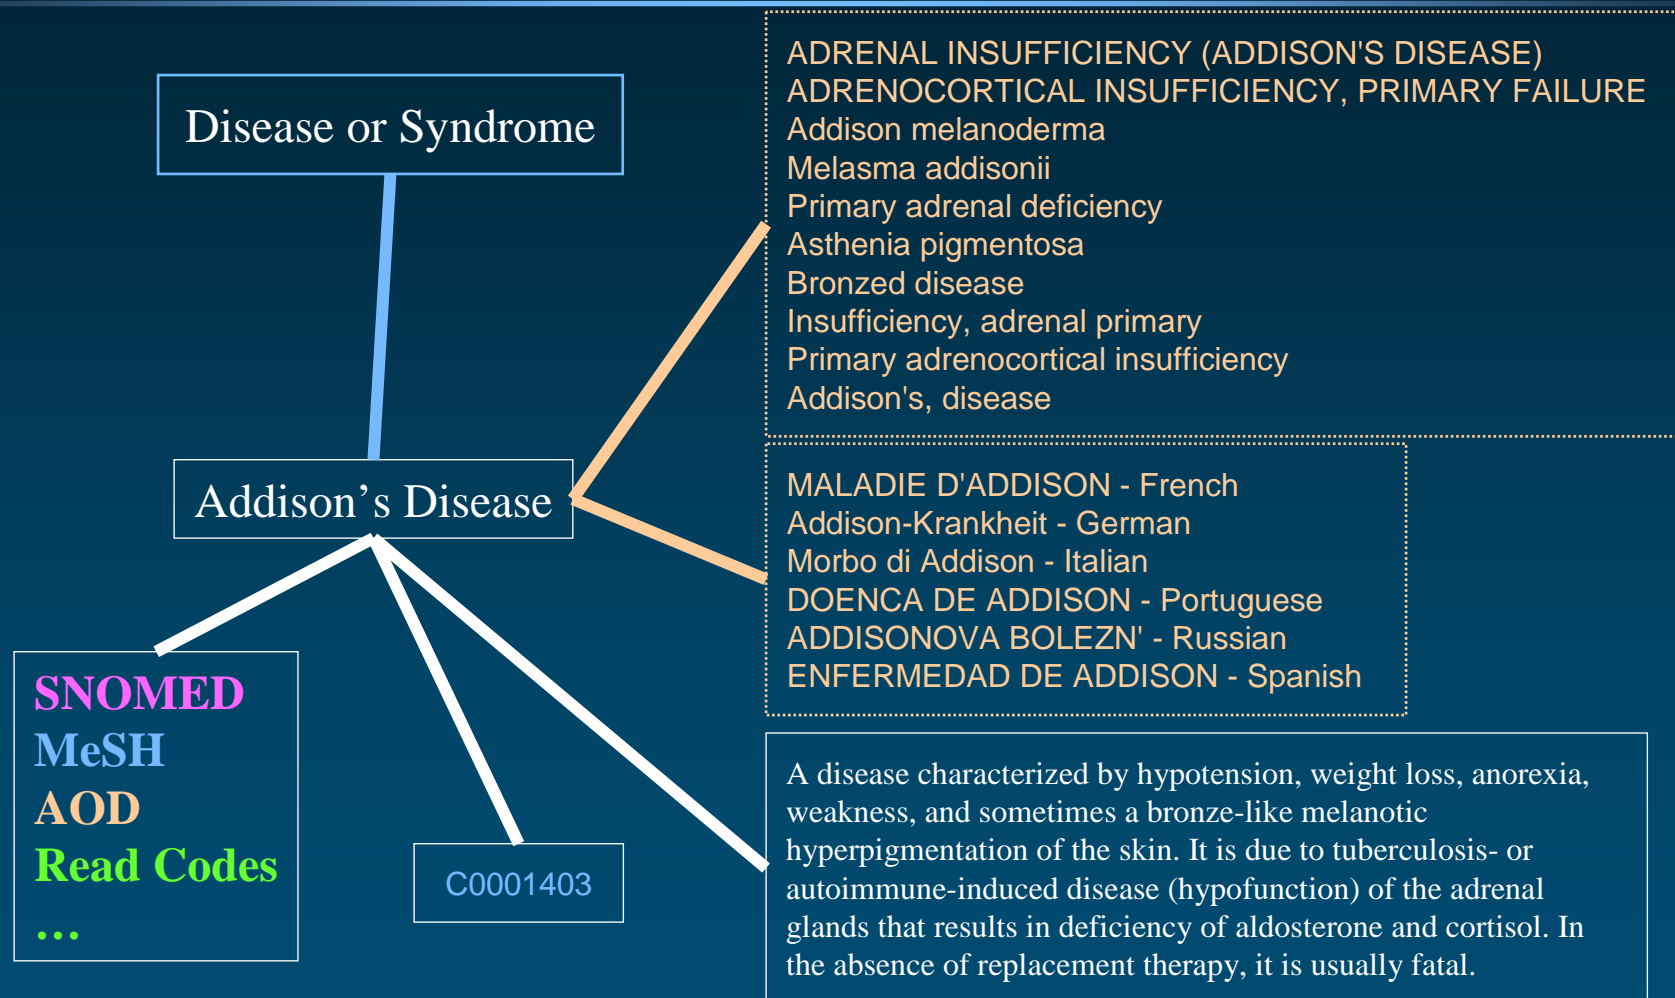 Disease or Syndrome
ADRENAL INSUFFICIENCY (ADDISON'S DISEASE)
ADRENOCORTICAL INSUFFICIENCY, PRIMARY FAILURE
Addison melanoderma
Melasma addisonii
Primary adrenal deficiency
Asthenia pigmentosa
Bronzed disease
Insufficiency, adrenal primary
Primary adrenocortical insufficiency
Addison's, disease
Addison’s Disease
MALADIE D'ADDISON - French
Addison-Krankheit - German
Morbo di Addison - Italian
DOENCA DE ADDISON - Portuguese
ADDISONOVA BOLEZN' - Russian
ENFERMEDAD DE ADDISON - Spanish
SNOMED
MeSH
AOD
Read Codes
…
C0001403
A disease characterized by hypotension, weight loss, anorexia,
weakness, and sometimes a bronze-like melanotic
hyperpigmentation of the skin. It is due to tuberculosis- or
autoimmune-induced disease (hypofunction) of the adrenal
glands that results in deficiency of aldosterone and cortisol. In
the absence of replacement therapy, it is usually fatal.